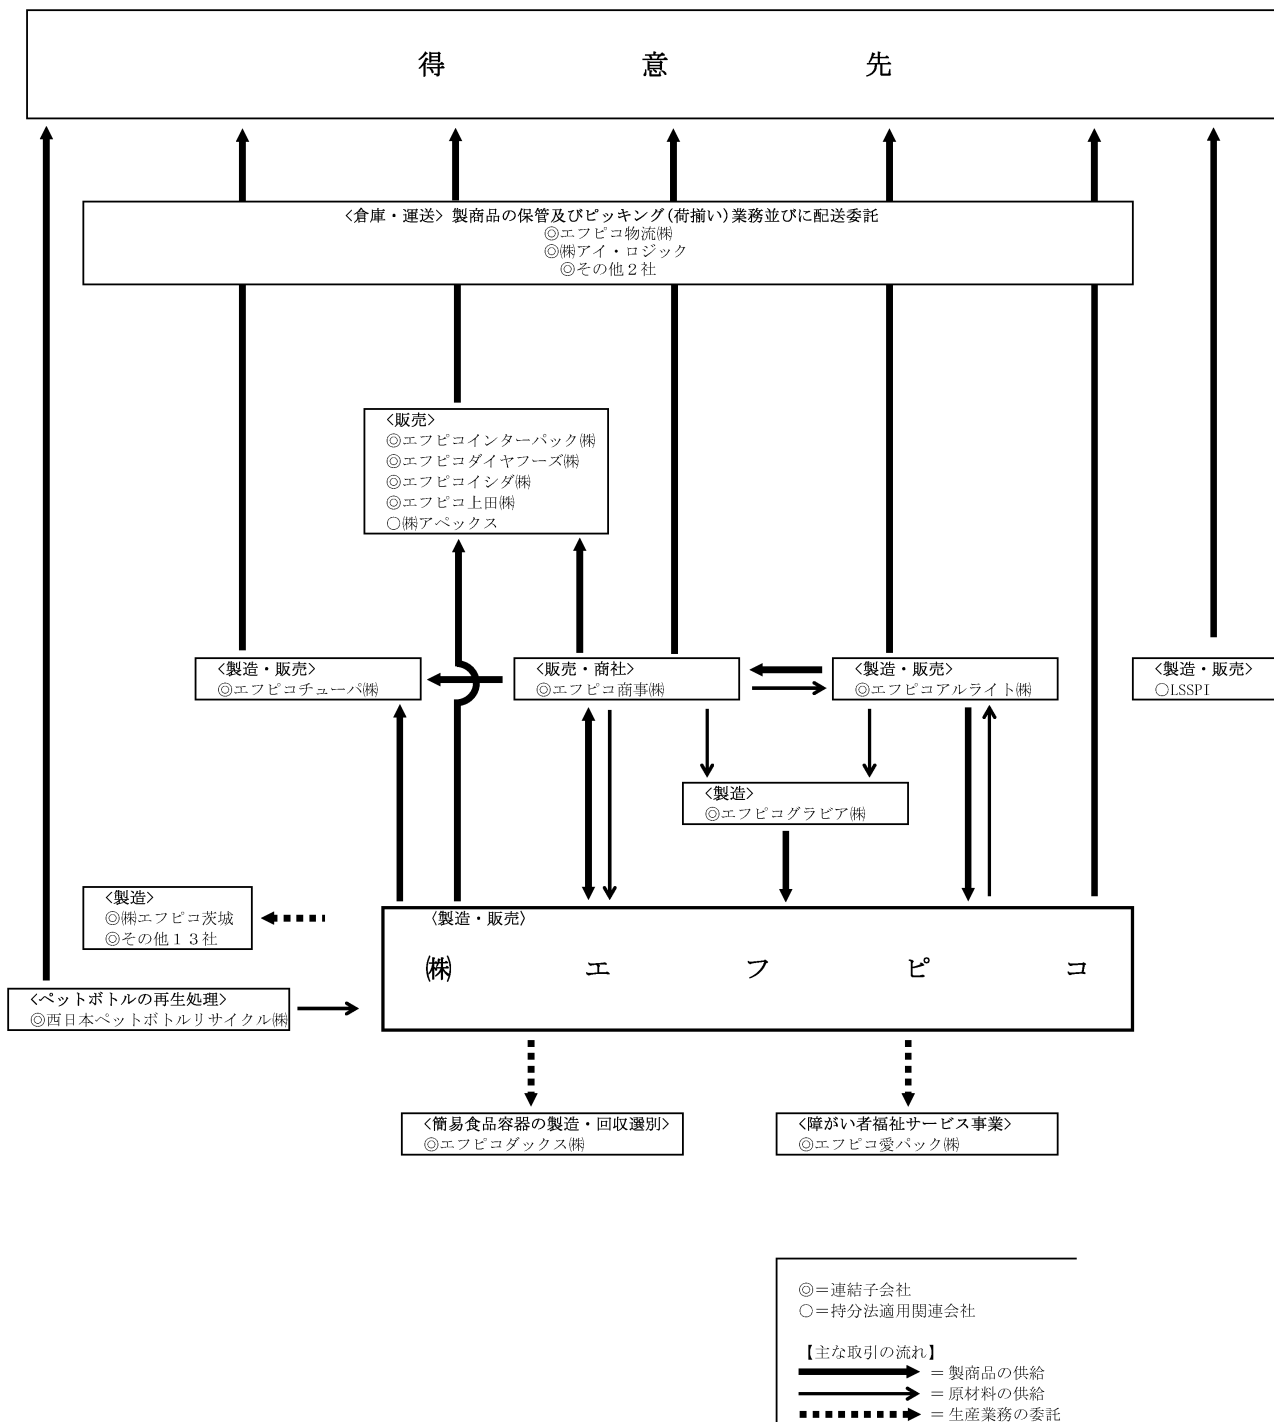 得意先
<倉庫・運送> 製商品の保管及びピッキング(荷揃い)業務並びに配送委託
◎エフピコ物流㈱
◎㈱アイ・ロジック
◎その他２社
<販売>
◎エフピコインターパック㈱
◎エフピコダイヤフーズ㈱
◎エフピコイシダ㈱
◎エフピコ上田㈱
○㈱アペックス
<製造・販売>
◎エフピコチューパ㈱
<販売・商社>
◎エフピコ商事㈱
<製造・販売>
◎エフピコアルライト㈱
<製造・販売>
○LSSPI
<製造>
◎エフピコグラビア㈱
<製造>
◎㈱エフピコ茨城
◎その他１３社
<製造・販売>
㈱エフピコ
<ペットボトルの再生処理>
◎西日本ペットボトルリサイクル㈱
<簡易食品容器の製造・回収選別>
◎エフピコダックス㈱
<障がい者福祉サービス事業>
◎エフピコ愛パック㈱
◎＝連結子会社
○＝持分法適用関連会社
【主な取引の流れ】
＝製商品の供給
＝原材料の供給
＝生産業務の委託